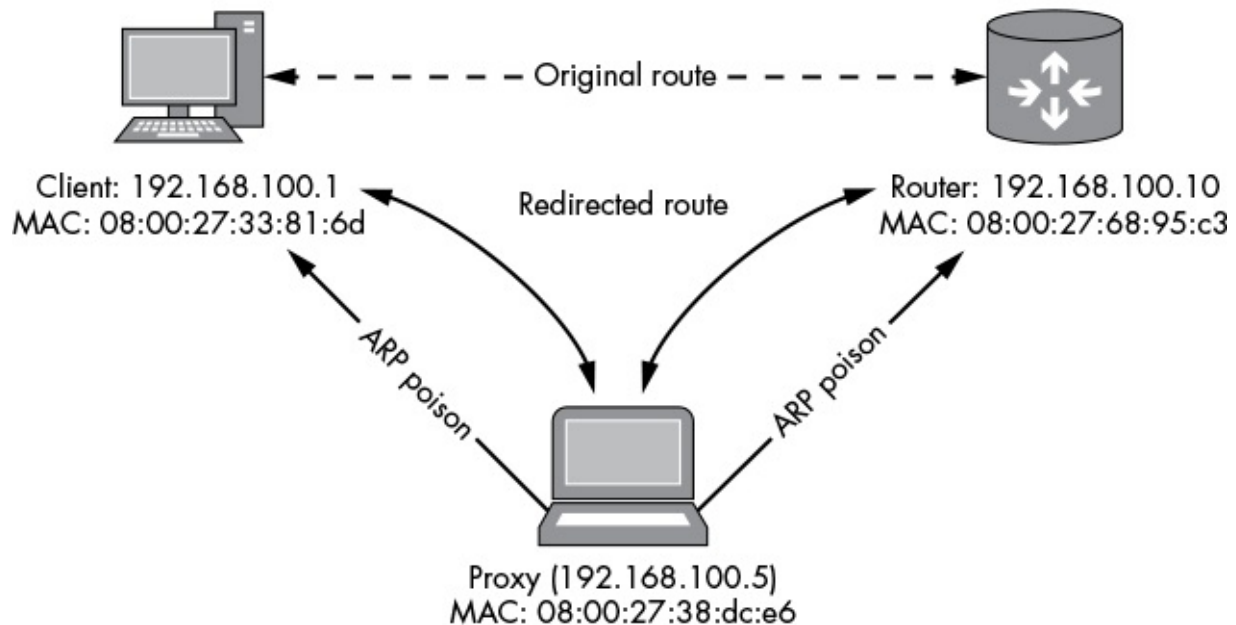 Original route
Client: 192.168.100.1
MAC: 08:00:27:33:81:6d
Redirected route
Router: 192.168.100.10
MAC: 08:00:27:68:95:c3
ARP poison
ARP poison
Proxy (192.168.100.5)
MAC: 08:00:27:38:dc:e6